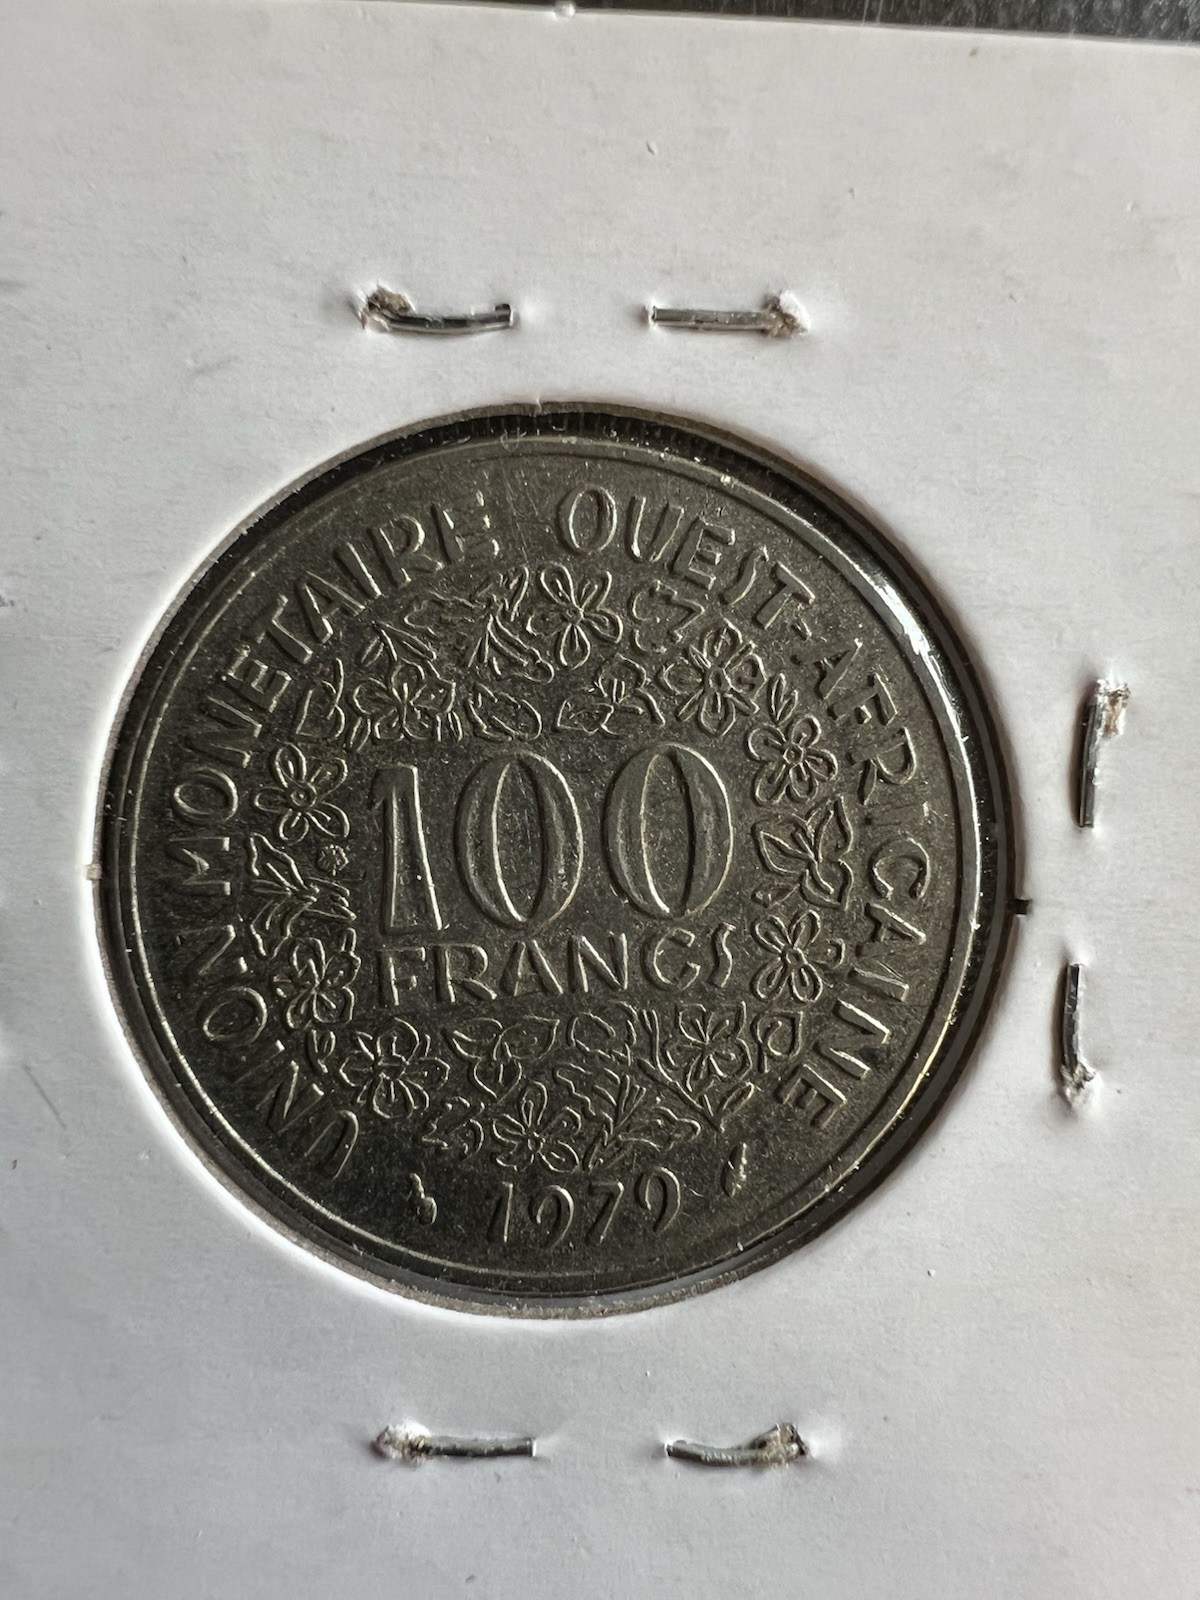 UNION MONETAIRE OUEST-AFRICAINE
100
FRANCS
1979